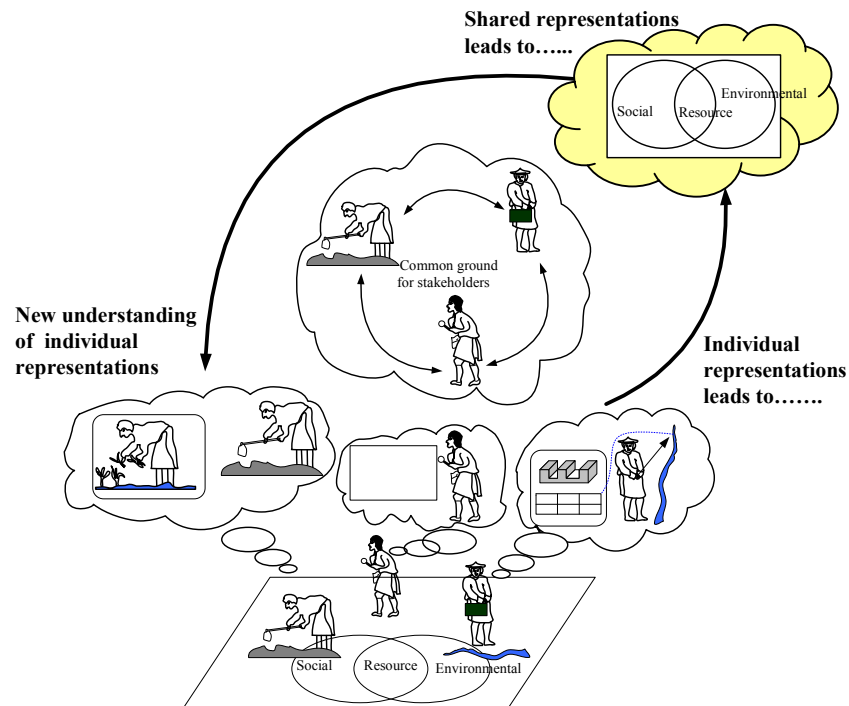 Shared representations
leads to…...
Environmental
Social
Resource
Common ground
for stakeholders
New understanding
of individual
representations
Individual
representations
leads to…….
Social
Resource
Environmental